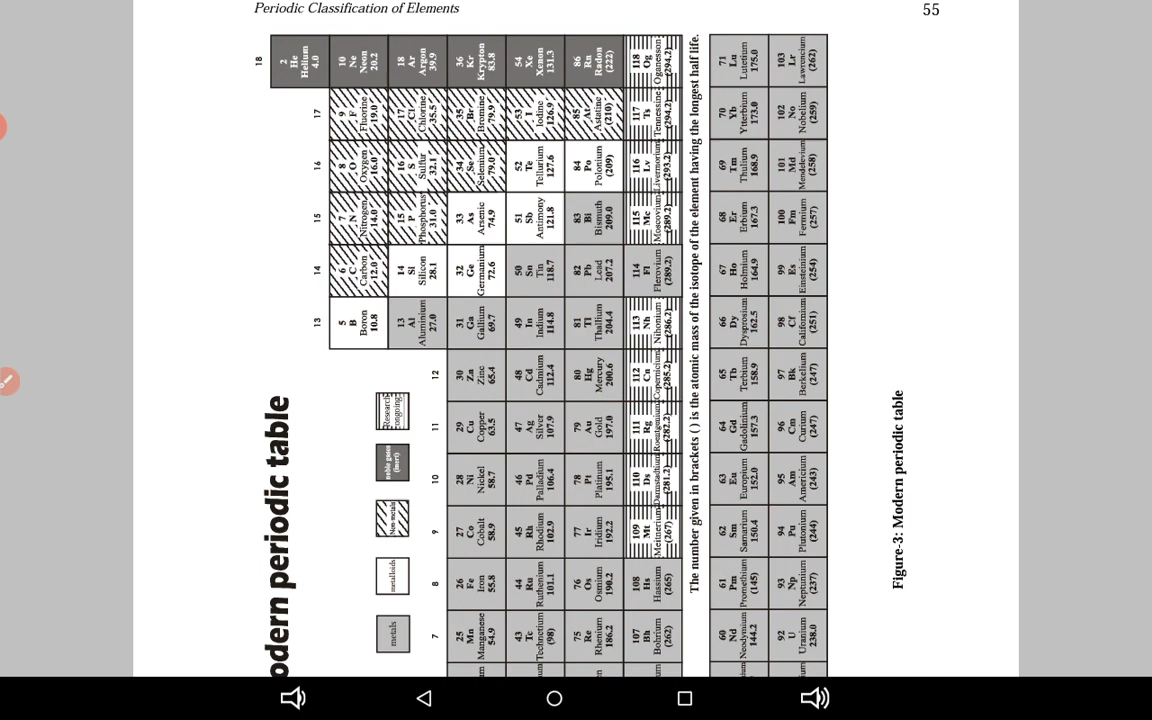 Periodic Classification of Elements
55
odern periodic table
metals
metalloids
Non-metals
noble gases
(inert)
Research
ongoing
7
8
9
10
11
12
13
14
15
16
17
18
2
He
Helium
4.0
5
B
Boron
10.8
6
C
Carbon
12.0
7
N
Nitrogen
14.0
8
O
Oxygen
16.0
9
F
Fluorine
19.0
10
Ne
Neon
20.2
13
Al
Aluminium
27.0
14
Si
Silicon
28.1
15
P
Phosphorus
31.0
16
S
Sulfur
32.1
17
Cl
Chlorine
35.5
18
Ar
Argon
39.9
25
Mn
Manganese
54.9
26
Fe
Iron
55.8
27
Co
Cobalt
58.9
28
Ni
Nickel
58.7
29
Cu
Copper
63.5
30
Zn
Zinc
65.4
31
Ga
Gallium
69.7
32
Ge
Germanium
72.6
33
As
Arsenic
74.9
34
Se
Selenium
79.0
35
Br
Bromine
79.9
36
Kr
Krypton
83.8
43
Tc
Technetium
(98)
44
Ru
Ruthenium
101.1
45
Rh
Rhodium
102.9
46
Pd
Palladium
106.4
47
Ag
Silver
107.9
48
Cd
Cadmium
112.4
49
In
Indium
114.8
50
Sn
Tin
118.7
51
Sb
Antimony
121.8
52
Te
Tellurium
127.6
53
I
Iodine
126.9
54
Xe
Xenon
131.3
75
Re
Rhenium
186.2
76
Os
Osmium
190.2
77
Ir
Iridium
192.2
78
Pt
Platinum
195.1
79
Au
Gold
197.0
80
Hg
Mercury
200.6
81
Tl
Thallium
204.4
82
Pb
Lead
207.2
83
Bi
Bismuth
209.0
84
Po
Polonium
(209)
85
At
Astatine
(210)
86
Rn
Radon
(222)
107
Bh
Bohrium
(262)
108
Hs
Hassium
(265)
109
Mt
Meitnerium
(267)
110
Ds
Damstadtium
(281.2)
111
Rg
Roentgenium
(282.2)
112
Cn
Copernicium
(285.2)
113
Nh
Nihonium
(286.2)
114
Fl
Flerovium
(289.2)
115
Mc
Moscovium
(289.2)
116
Lv
Livermorium
(293.2)
117
Ts
Tennessine
(294.2)
118
Og
Oganesson
(294.2)
The number given in brackets ( ) is the atomic mass of the isotope of the element having the longest half life.
60
Nd
Neodynium
144.2
61
Pm
Promethium
(145)
62
Sm
Samarium
150.4
63
Eu
Europium
152.0
64
Gd
Gadolinium
157.3
65
Tb
Terbium
158.9
66
Dy
Dysprosium
162.5
67
Ho
Holmium
164.9
68
Er
Erbium
167.3
69
Tm
Thulium
168.9
70
Yb
Ytterbium
173.0
71
Lu
Lutetium
175.0
92
U
Uranium
238.0
93
Np
Neptunium
(237)
94
Pu
Plutonium
(244)
95
Am
Americium
(243)
96
Cm
Curium
(247)
97
Bk
Berkelium
(247)
98
Cf
Californium
(251)
99
Es
Einsteinium
(254)
100
Fm
Fermium
(257)
101
Md
Mendelevium
(258)
102
No
Nobelium
(259)
103
Lr
Lawrencium
(262)
Figure-3: Modern periodic table